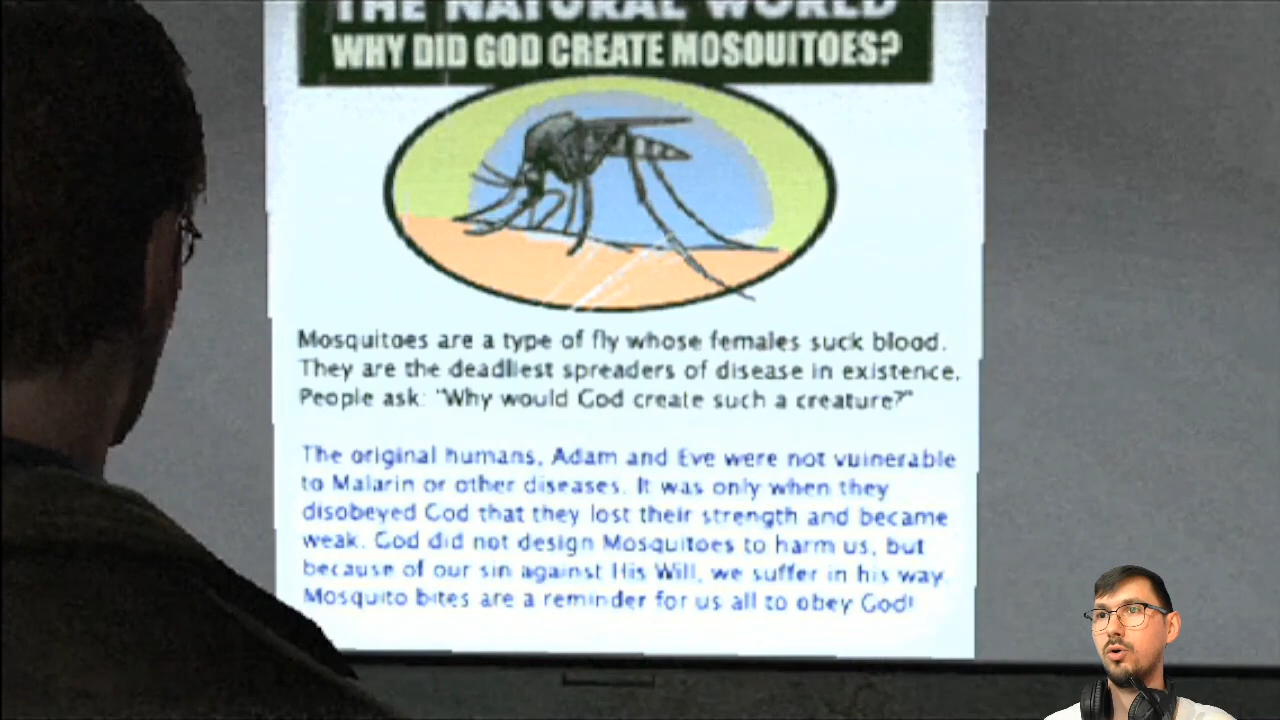 THE NATURAL WORLD
WHY DID GOD CREATE MOSQUITOES?
Mosquitoes are a type of fly whose females suck blood.
They are the deadliest spreaders of disease in existence.
People ask: "Why would God create such a creature?"
The original humans, Adam and Eve were not vulnerable
to Malarin or other diseases. It was only when they
disobeyed God that they lost their strength and became
weak. God did not design Mosquitoes to harm us, but
because of our sin against His Will, we suffer in his way.
Mosquito bites are a reminder for us all to obey God!